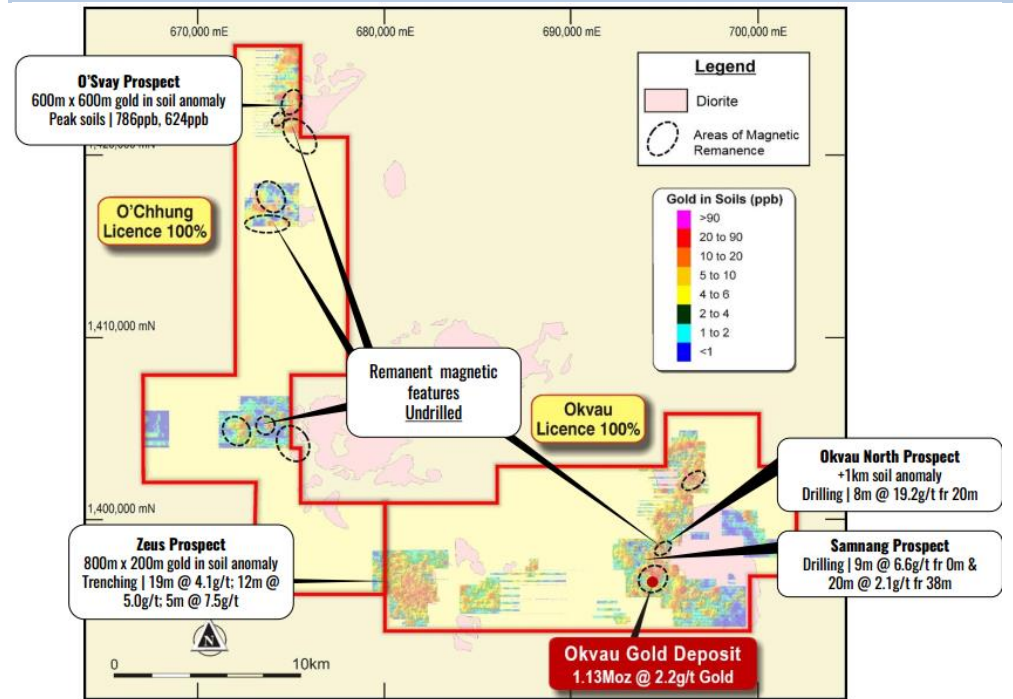 670,000 mE
680,000 mE
690,000 mE
700,000 mE
O'Svay Prospect
600m x 600m gold in soil anomaly
Peak soils | 786ppb, 624ppb
Legend
Diorite
Areas of Magnetic
Remanence
Gold in Soils (ppb)
>90
20 to 90
10 to 20
5 to 10
4 to 6
2 to 4
1 to 2
<1
O'Chhung
Licence 100%
1,410,000 mN
Remanent magnetic
features
Undrilled
Okvau
Licence 100%
Okvau North Prospect
+1km soil anomaly
Drilling | 8m @ 19.2g/t fr 20m
1,400,000 mN
Zeus Prospect
800m x 200m gold in soil anomaly
Trenching | 19m @ 4.1g/t; 12m @
5.0g/t; 5m @ 7.5g/t
Samnang Prospect
Drilling | 9m @ 6.6g/t fr 0m &
20m @ 2.1g/t fr 38m
N
0
10km
Okvau Gold Deposit
1.13Moz @ 2.2g/t Gold